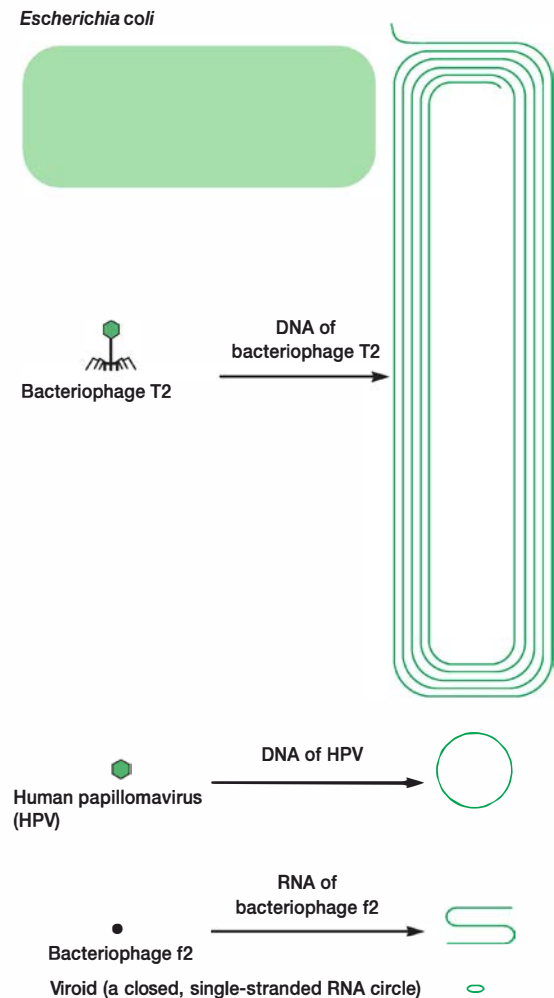 Escherichia coli
DNA of
bacteriophage T2
Bacteriophage T2
DNA of HPV
Human papillomavirus
(HPV)
RNA of
bacteriophage f2
Bacteriophage f2
Viroid (a closed, single-stranded RNA circle)